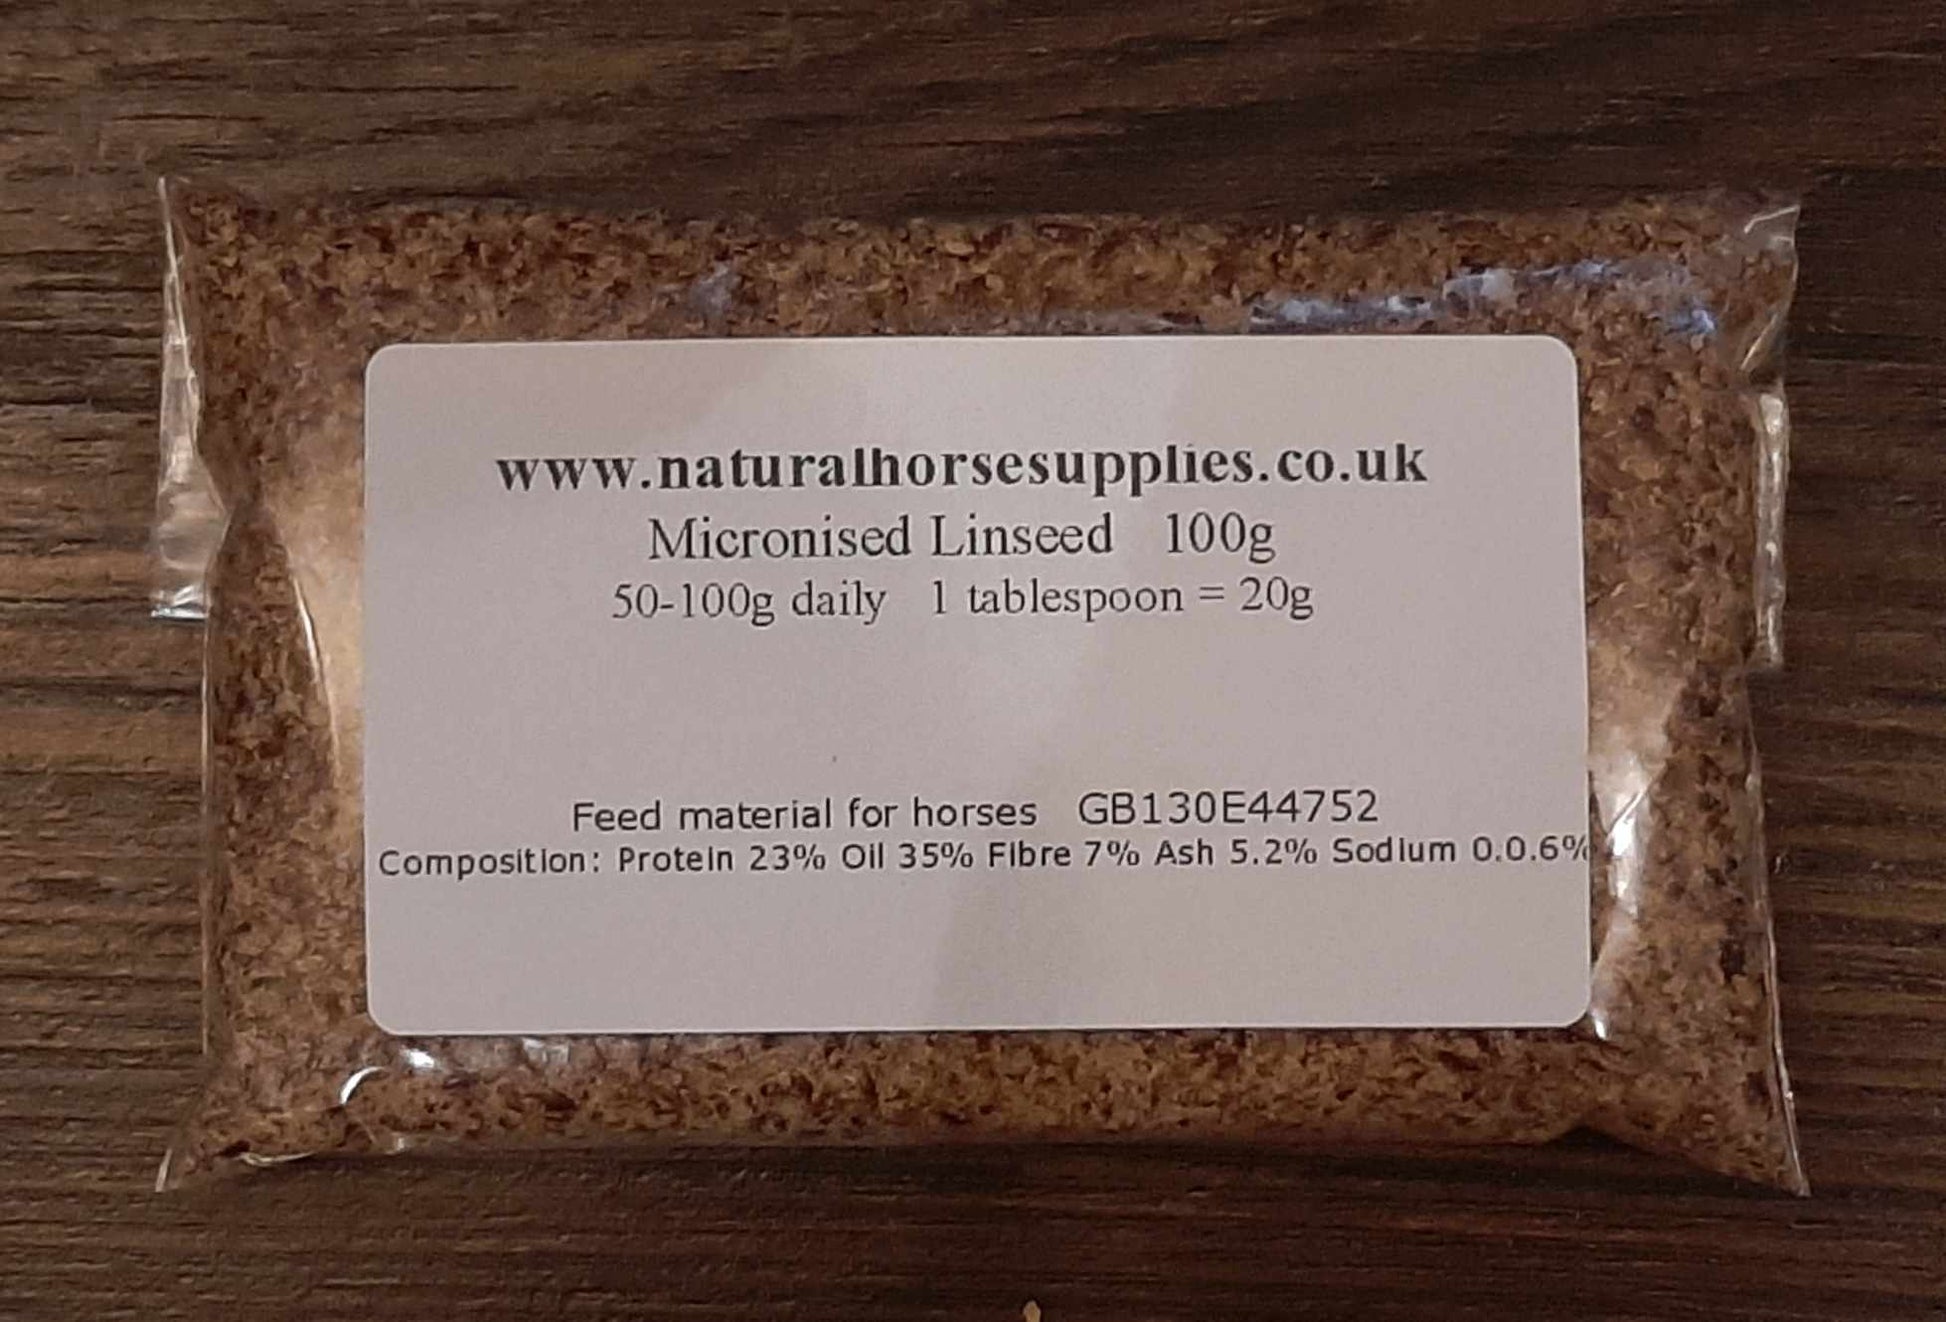 www.naturalhorsesupplies.co.uk
Micronised Linseed 100g
50-100g daily 1 tablespoon = 20g
Feed material for horses GB130E44752
Composition: Protein 23% Oil 35% Fibre 7% Ash 5.2% Sodium 0.0.6%